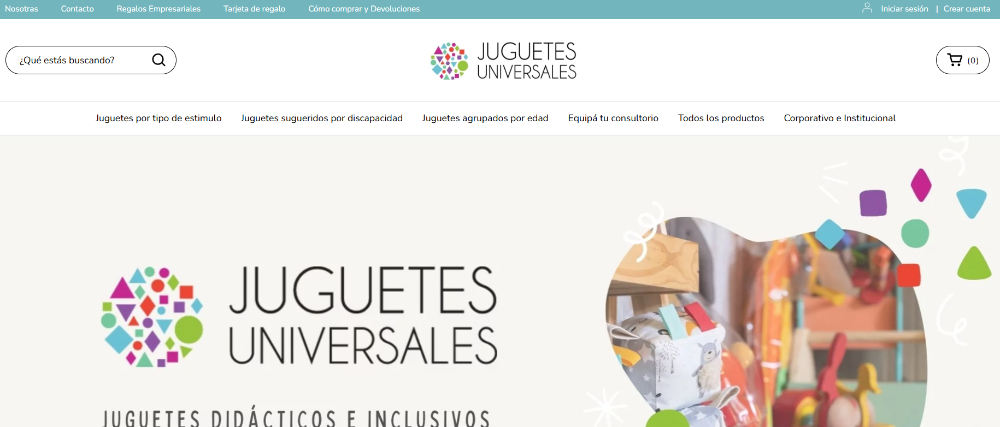 Nosotras Contacto Regalos Empresariales Tarjeta de regalo Cómo comprar y Devoluciones Iniciar sesión | Crear cuenta
¿Qué estás buscando?
JUGUETES
UNIVERSALES
(0)
Juguetes por tipo de estimulo Juguetes sugueridos por discapacidad Juguetes agrupados por edad Equipá tu consultorio Todos los productos Corporativo e Institucional
JUGUETES
UNIVERSALES
JUGUETES DIDÁCTICOS E INCLUSIVOS